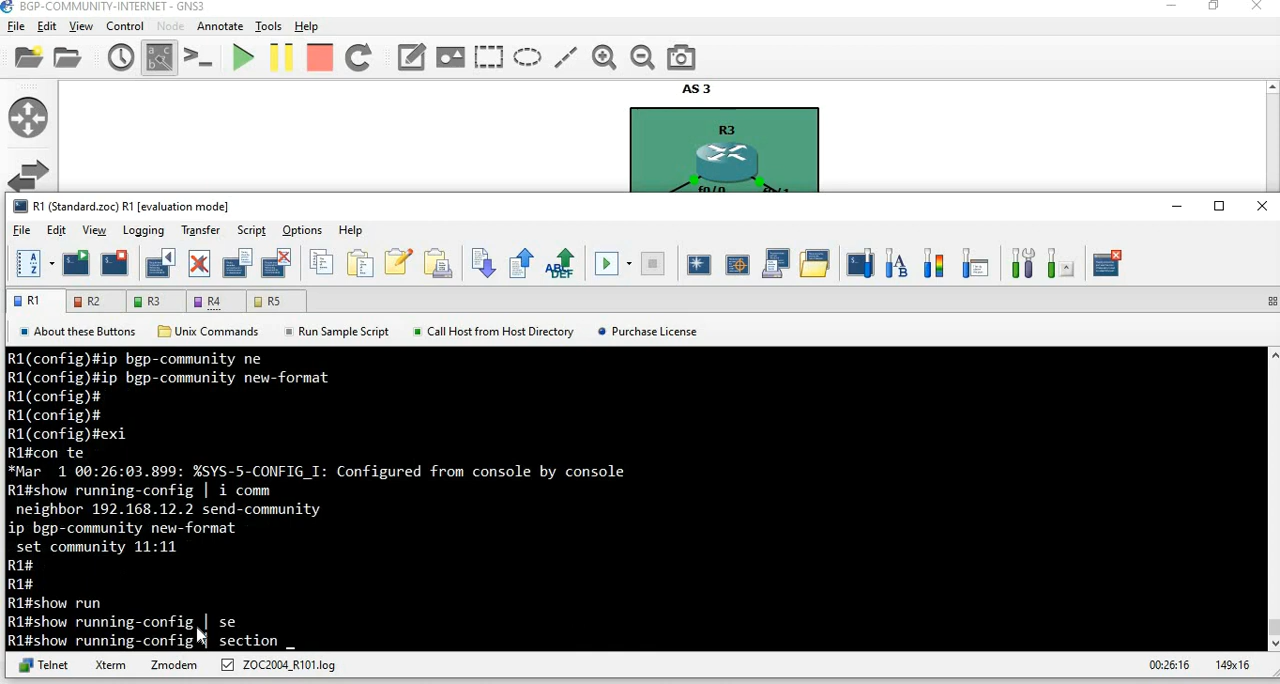 BGP-COMMUNITY-INTERNET - GNS3
File Edit View Control Node Annotate Tools Help
AS 3
R3
R1 (Standard.zoc) R1 [evaluation mode]
File Edit View Logging Transfer Script Options Help
R1 R2 R3 R4 R5
About these Buttons Unix Commands Run Sample Script Call Host from Host Directory Purchase License
R1(config)#ip bgp-community ne
R1(config)#ip bgp-community new-format
R1(config)#
R1(config)#
R1(config)#exi
R1#con te
*Mar  1 00:26:03.899: %SYS-5-CONFIG_I: Configured from console by console
R1#show running-config | i comm
 neighbor 192.168.12.2 send-community
ip bgp-community new-format
 set community 11:11
R1#
R1#
R1#show run
R1#show running-config | se
R1#show running-config | section _
Telnet Xterm Zmodem ZOC2004_R101.log 00:26:16 149x16